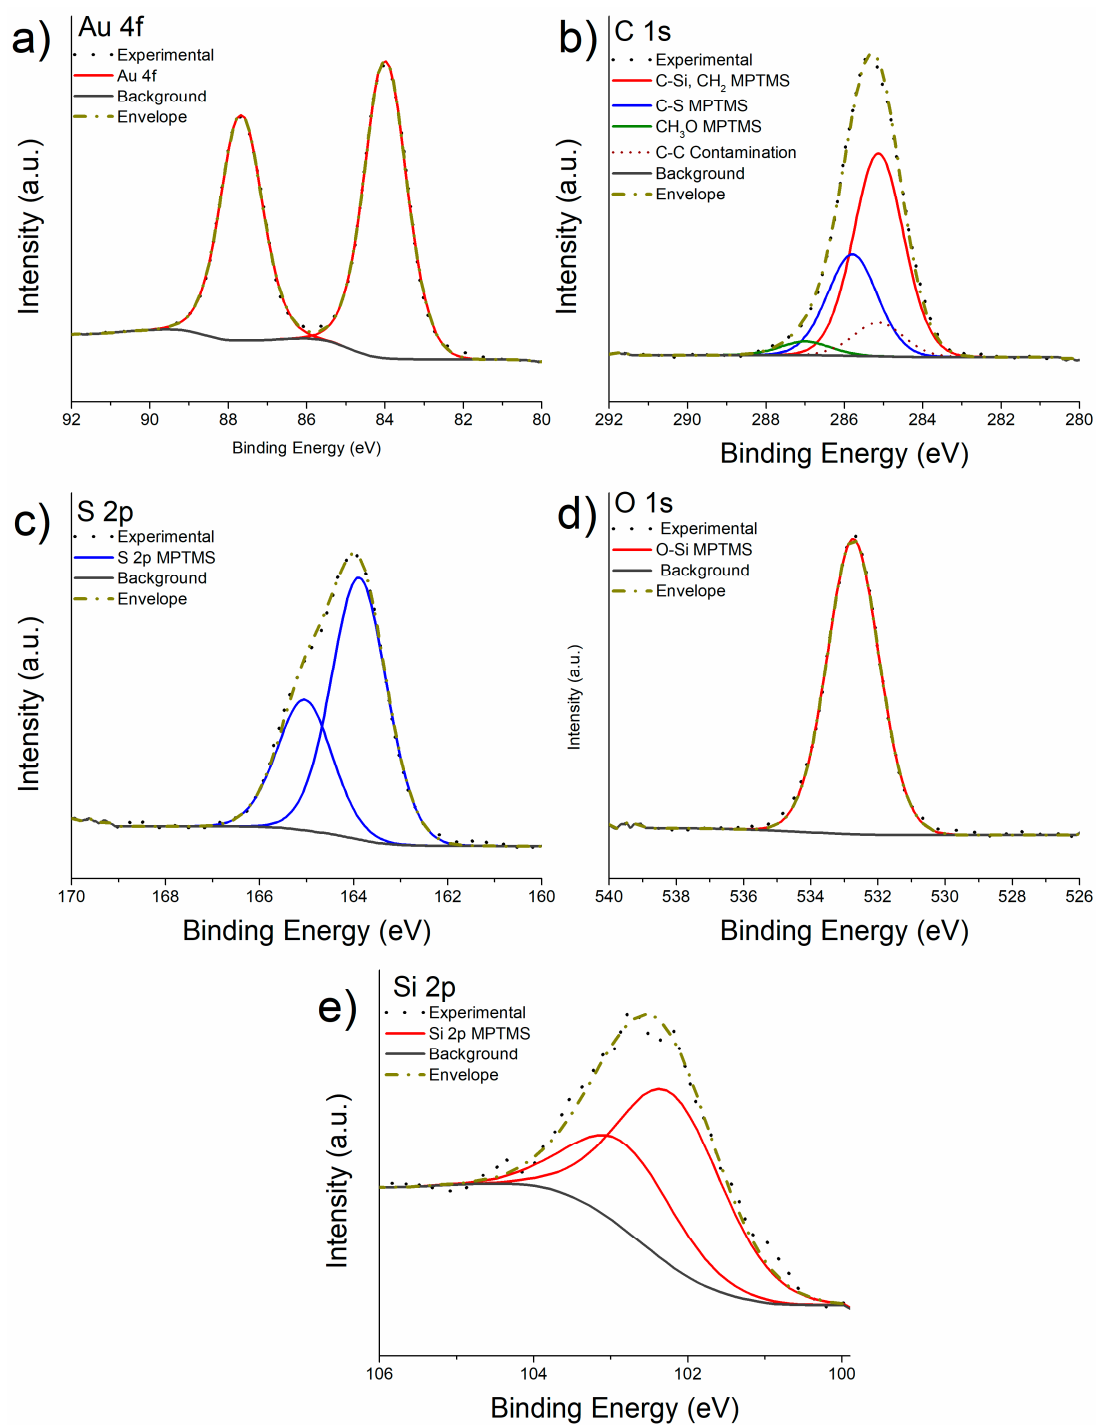 a)
Au 4f
Experimental
Au 4f
Background
Envelope
Intensity (a.u.)
92 90 88 86 84 82 80
Binding Energy (eV)
b)
C 1s
Experimental
C-Si, CH2 MPTMS
C-S MPTMS
CH3O MPTMS
C-C Contamination
Background
Envelope
Intensity (a.u.)
292 290 288 286 284 282 280
Binding Energy (eV)
c)
S 2p
Experimental
S 2p MPTMS
Background
Envelope
Intensity (a.u.)
170 168 166 164 162 160
Binding Energy (eV)
d)
O 1s
Experimental
O-Si MPTMS
Background
Envelope
Intensity (a.u.)
540 538 536 534 532 530 528 526
Binding Energy (eV)
e)
Si 2p
Experimental
Si 2p MPTMS
Background
Envelope
Intensity (a.u.)
106 104 102 100
Binding Energy (eV)